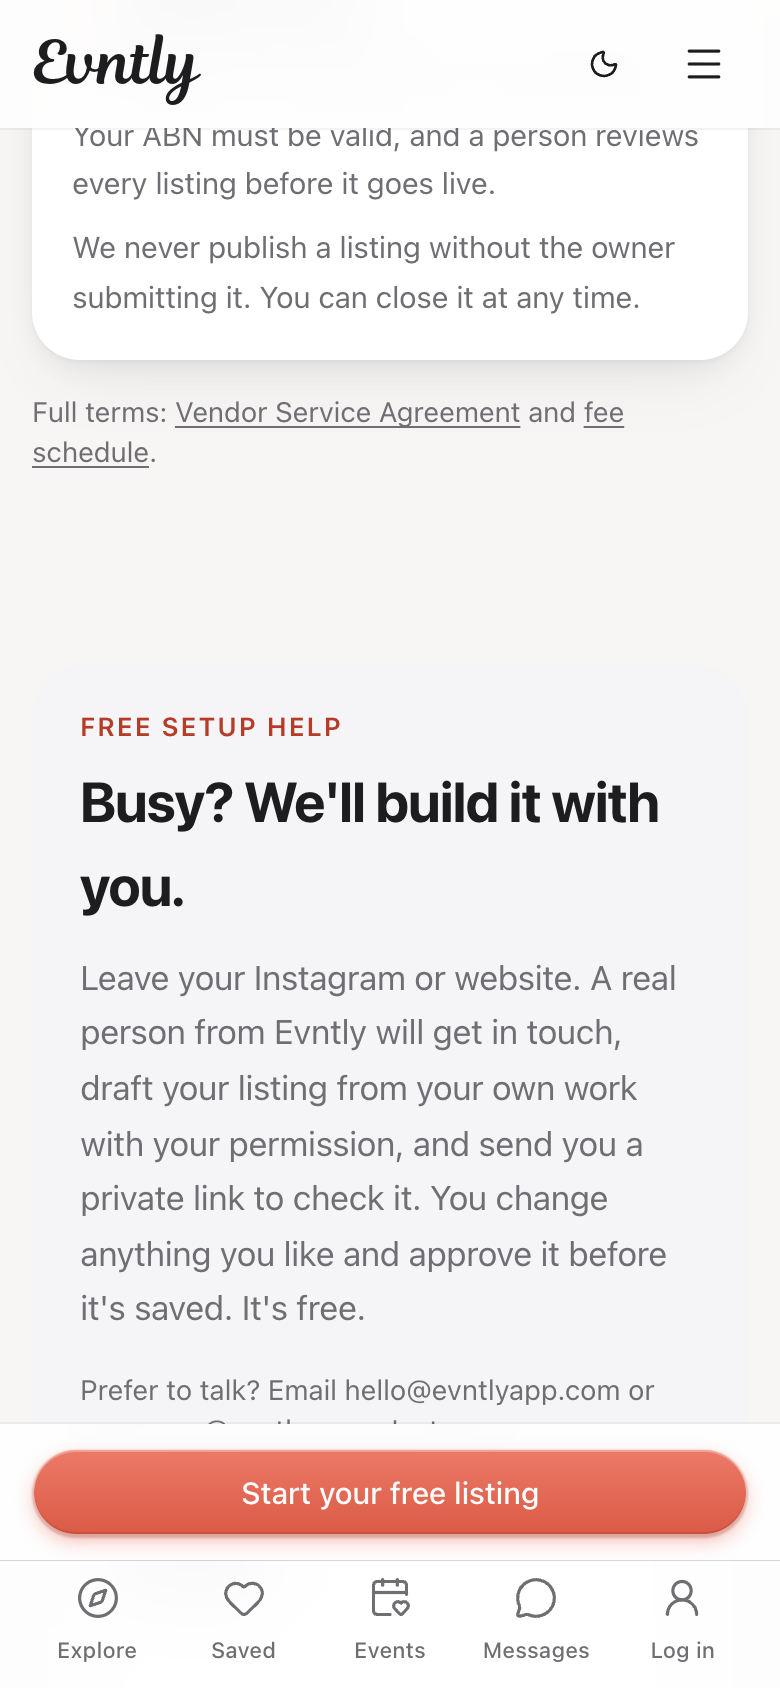 Evntly
Your ABN must be valid, and a person reviews
every listing before it goes live.
We never publish a listing without the owner
submitting it. You can close it at any time.
Full terms: Vendor Service Agreement and fee
schedule.
FREE SETUP HELP
Busy? We'll build it with
you.
Leave your Instagram or website. A real
person from Evntly will get in touch,
draft your listing from your own work
with your permission, and send you a
private link to check it. You change
anything you like and approve it before
it's saved. It's free.
Prefer to talk? Email hello@evntlyapp.com or
Start your free listing
Explore
Saved
Events
Messages
Log in